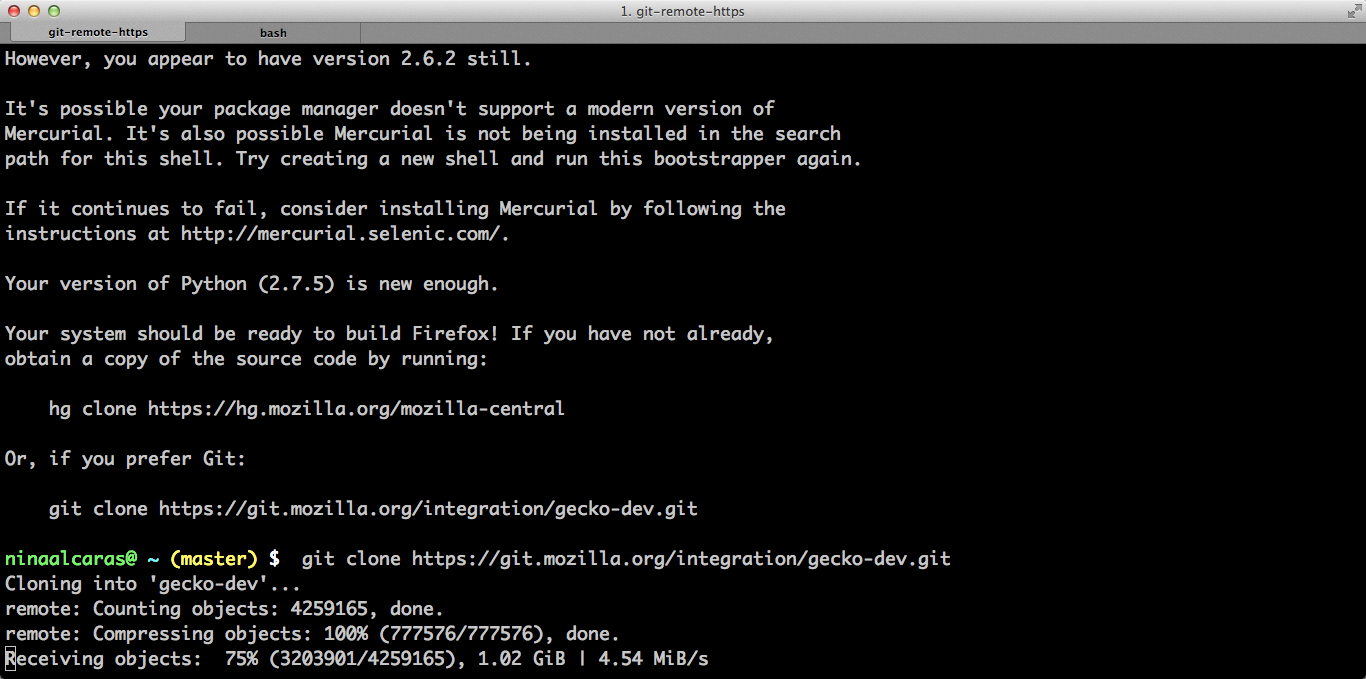 1. git-remote-https
git-remote-https
bash
However, you appear to have version 2.6.2 still.
It's possible your package manager doesn't support a modern version of
Mercurial. It's also possible Mercurial is not being installed in the search
path for this shell. Try creating a new shell and run this bootstrapper again.
If it continues to fail, consider installing Mercurial by following the
instructions at http://mercurial.selenic.com/.
Your version of Python (2.7.5) is new enough.
Your system should be ready to build Firefox! If you have not already,
obtain a copy of the source code by running:
hg clone https://hg.mozilla.org/mozilla-central
Or, if you prefer Git:
git clone https://git.mozilla.org/integration/gecko-dev.git
ninaalcaras@ ~ (master) $  git clone https://git.mozilla.org/integration/gecko-dev.git
Cloning into 'gecko-dev'...
remote: Counting objects: 4259165, done.
remote: Compressing objects: 100% (777576/777576), done.
Receiving objects:  75% (3203901/4259165), 1.02 GiB | 4.54 MiB/s